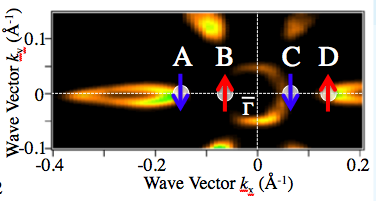 A B C D
Γ̄
0.1
0
-0.1
Wave Vector ky (Å-1)
-0.4 -0.2 0 0.2
Wave Vector kx (Å-1)